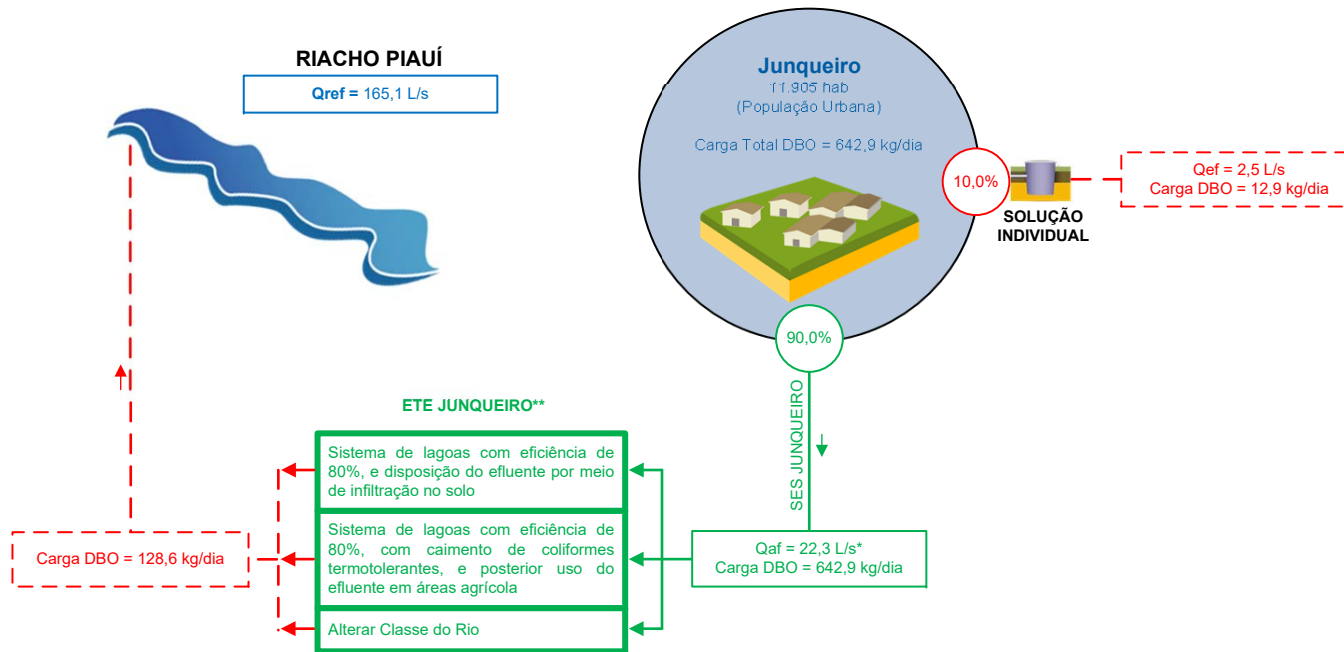 RIACHO PIAUÍ
Qref = 165,1 L/s
Junqueiro
11.905 hab
(População Urbana)
Carga Total DBO = 642,9 kg/dia
10,0%
SOLUÇÃO
INDIVIDUAL
Qef = 2,5 L/s
Carga DBO = 12,9 kg/dia
90,0%
SES JUNQUEIRO
ETE JUNQUEIRO**
Sistema de lagoas com eficiência de
80%, e disposição do efluente por meio
de infiltração no solo
Sistema de lagoas com eficiência de
80%, com caimento de coliformes
termotolerantes, e posterior uso do
efluente em áreas agrícola
Alterar Classe do Rio
Qaf = 22,3 L/s*
Carga DBO = 642,9 kg/dia
Carga DBO = 128,6 kg/dia